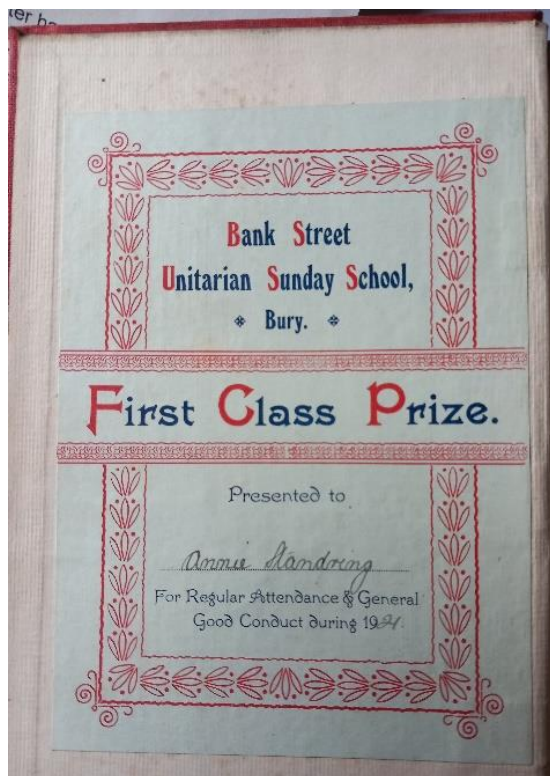 Bank Street
Unitarian Sunday School,
Bury.
First Class Prize.
Presented to
Annie Standring
For Regular Attendance & General
Good Conduct during 1921.